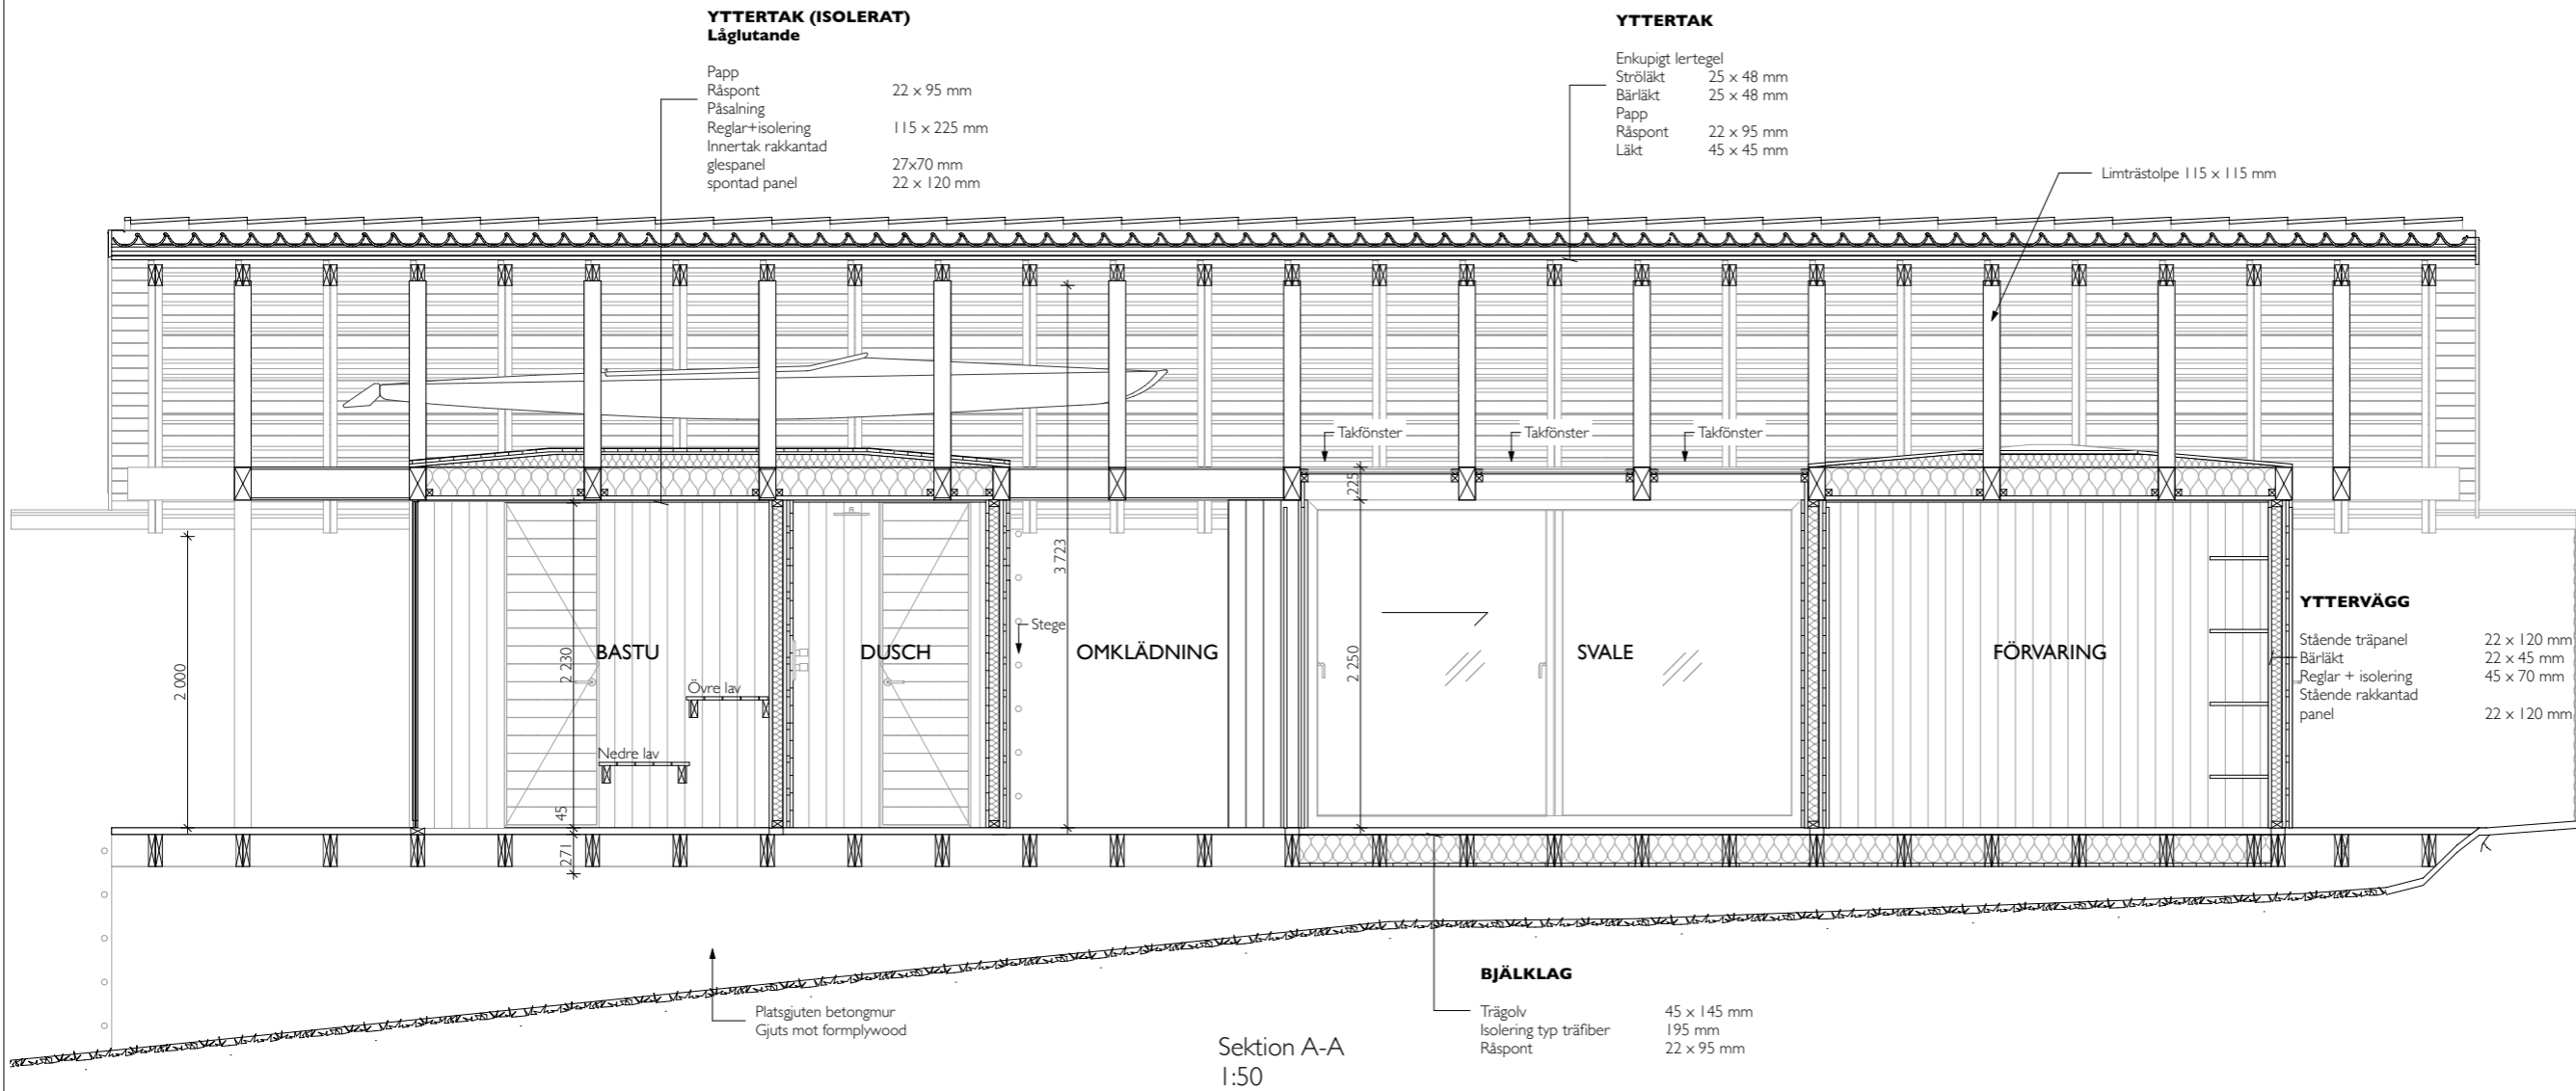 YTTERTAK (ISOLERAT)
Låglutande
Papp
Råspont 22 x 95 mm
Påsalning
Reglar+isolering 115 x 225 mm
Innertak rakkantad
glespanel 27x70 mm
spontad panel 22 x 120 mm
YTTERTAK
Enkupigt lertegel
Ströläkt 25 x 48 mm
Bärläkt 25 x 48 mm
Papp
Råspont 22 x 95 mm
Läkt 45 x 45 mm
Limträstolpe 115 x 115 mm
Takfönster
Takfönster
Takfönster
225
3 723
2 000
2 230
45
271
2 250
BASTU
DUSCH
Stege
OMKLÄDNING
SVALE
FÖRVARING
Övre lav
Nedre lav
YTTERVÄGG
Stående träpanel 22 x 120 mm
Bärläkt 22 x 45 mm
Reglar + isolering 45 x 70 mm
Stående rakkantad
panel 22 x 120 mm
Platsgjuten betongmur
Gjuts mot formplywood
BJÄLKLAG
Trägolv 45 x 145 mm
Isolering typ träfiber 195 mm
Råspont 22 x 95 mm
Sektion A-A
1:50